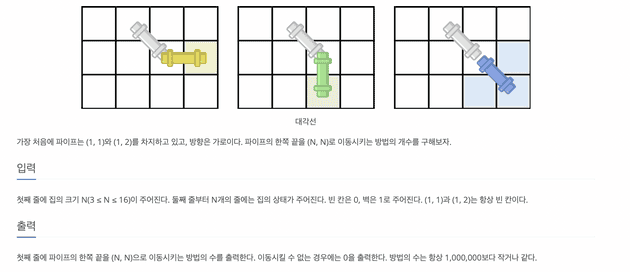 대각선
가장 처음에 파이프는 (1, 1)와 (1, 2)를 차지하고 있고, 방향은 가로이다. 파이프의 한쪽 끝을 (N, N)로 이동시키는 방법의 개수를 구해보자.
입력
첫째 줄에 집의 크기 N(3 ≤ N ≤ 16)이 주어진다. 둘째 줄부터 N개의 줄에는 집의 상태가 주어진다. 빈 칸은 0, 벽은 1로 주어진다. (1, 1)과 (1, 2)는 항상 빈 칸이다.
출력
첫째 줄에 파이프의 한쪽 끝을 (N, N)으로 이동시키는 방법의 수를 출력한다. 이동시킬 수 없는 경우에는 0을 출력한다. 방법의 수는 항상 1,000,000보다 작거나 같다.